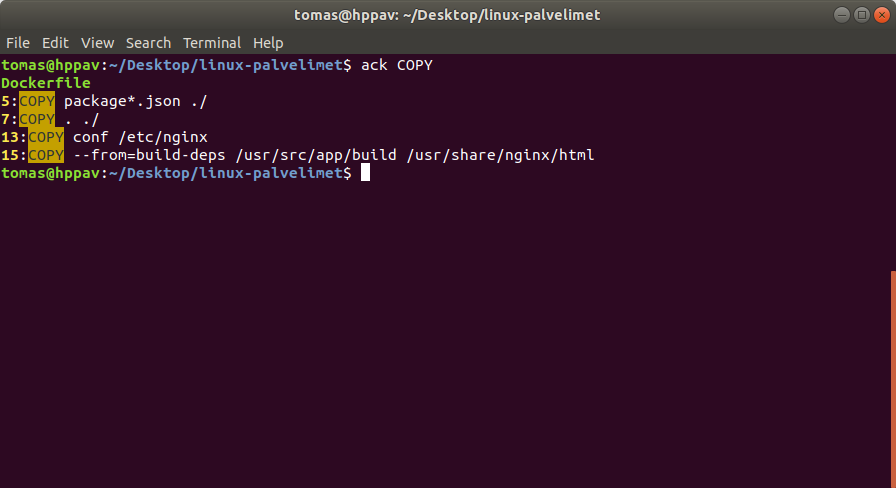 tomas@hppav: ~/Desktop/linux-palvelimet
File Edit View Search Terminal Help
tomas@hppav:~/Desktop/linux-palvelimet$ ack COPY
Dockerfile
5:COPY package*.json ./
7:COPY . ./
13:COPY conf /etc/nginx
15:COPY --from=build-deps /usr/src/app/build /usr/share/nginx/html
tomas@hppav:~/Desktop/linux-palvelimet$